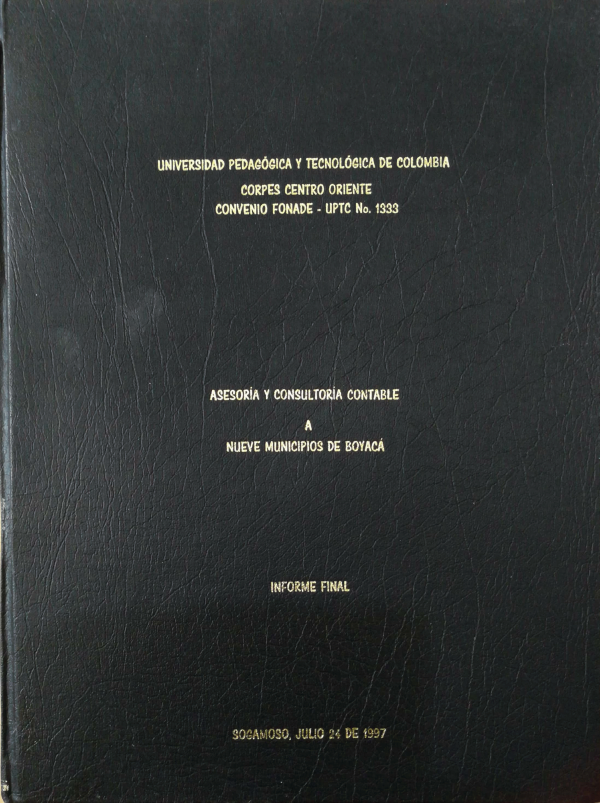 UNIVERSIDAD PEDAGÓGICA Y TECNOLÓGICA DE COLOMBIA
CORPES CENTRO ORIENTE
CONVENIO FONADE - UPTC No. 1333
ASESORÍA Y CONSULTORÍA CONTABLE
A
NUEVE MUNICIPIOS DE BOYACÁ
INFORME FINAL
SOGAMOSO, JULIO 24 DE 1997